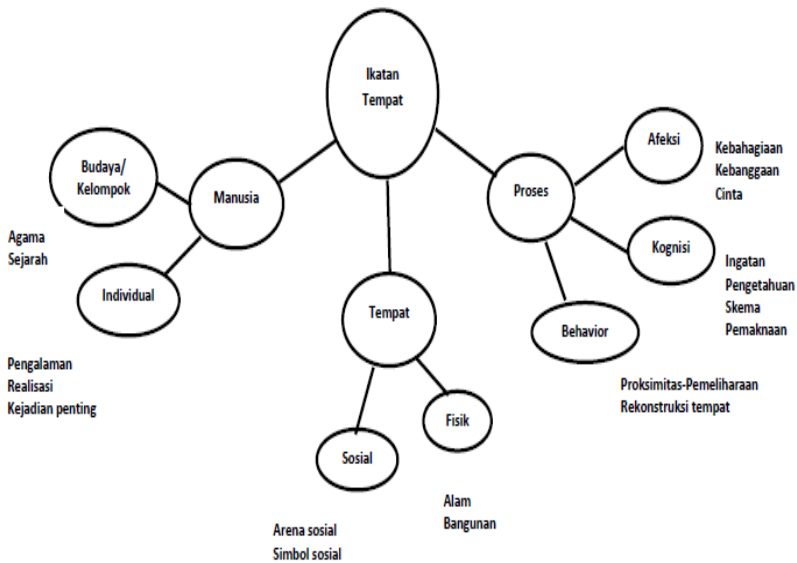 Ikatan
Tempat
Budaya/
Kelompok
Manusia
Agama
Sejarah
Individual
Pengalaman
Realisasi
Kejadian penting
Tempat
Sosial
Arena sosial
Simbol sosial
Fisik
Alam
Bangunan
Proses
Afeksi
Kebahagiaan
Kebanggaan
Cinta
Kognisi
Ingatan
Pengetahuan
Skema
Pemaknaan
Behavior
Proksimitas-Pemeliharaan
Rekonstruksi tempat